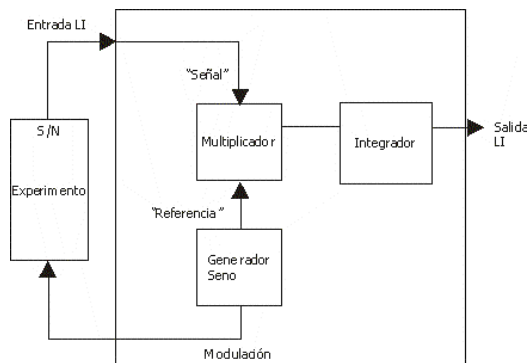 Entrada LI
"Señal"
S/N
Experimento
Multiplicador
Integrador
Salida
LI
"Referencia"
Generador
Seno
Modulación